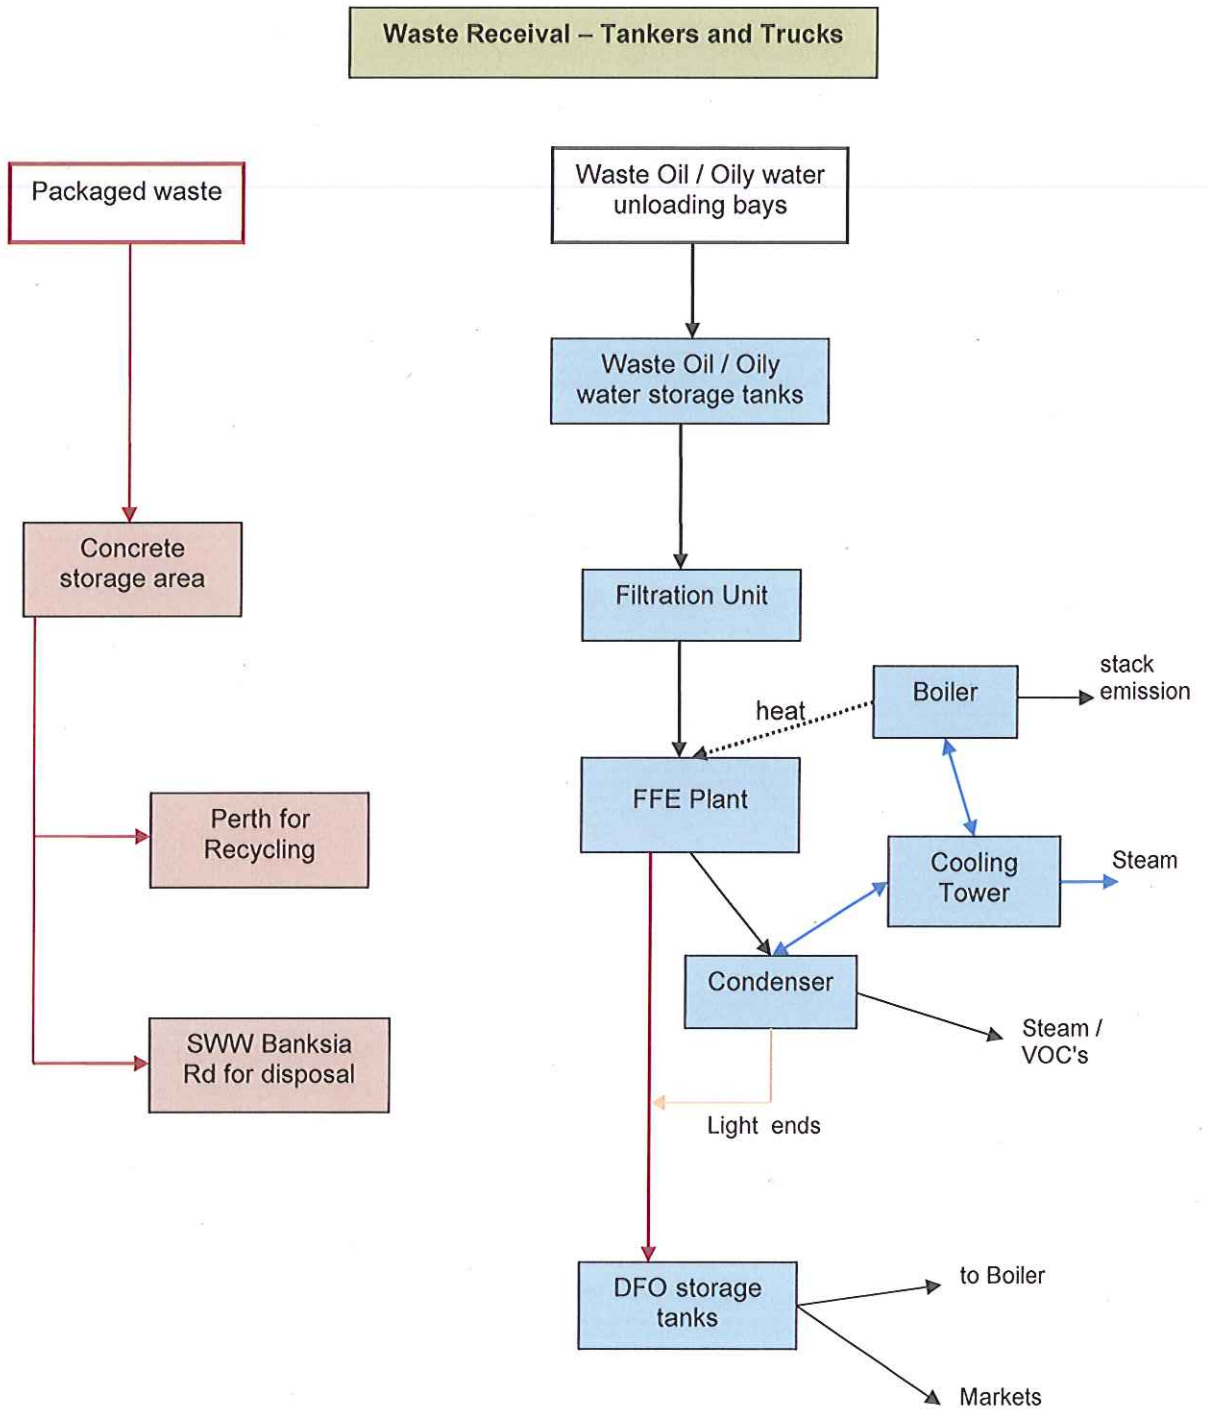 Waste Receival – Tankers and Trucks
Packaged waste
Waste Oil / Oily water
unloading bays
Waste Oil / Oily
water storage tanks
Concrete
storage area
Filtration Unit
Boiler
stack
emission
heat
FFE Plant
Perth for
Recycling
Cooling
Tower
Steam
Condenser
Steam /
VOC's
SWW Banksia
Rd for disposal
Light ends
DFO storage
tanks
to Boiler
Markets